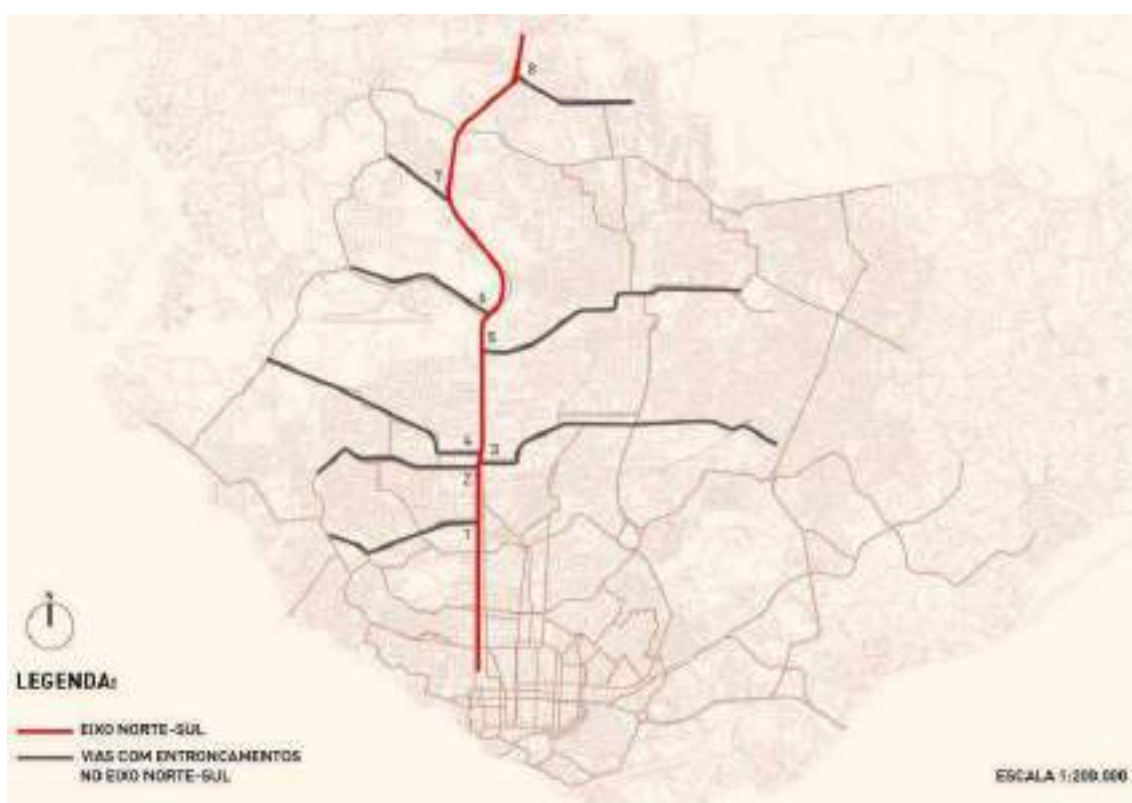 8
7
6
5
4 3
2
1
N
LEGENDA:
EIXO NORTE-SUL
VIAS COM ENTRONCAMENTOS
NO EIXO NORTE-SUL
ESCALA 1:200.000